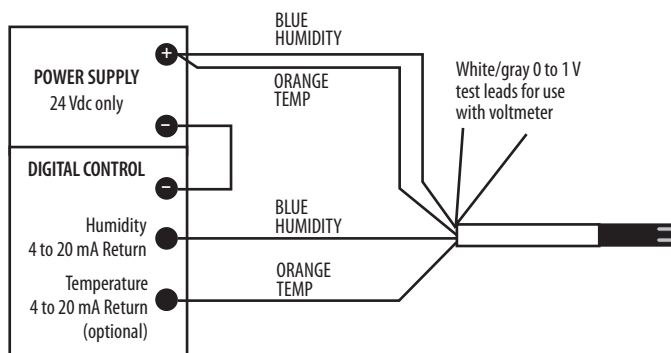 BLUE
HUMIDITY
+
POWER SUPPLY
24 Vdc only
ORANGE
TEMP
White/gray 0 to 1 V
test leads for use
with voltmeter
−
DIGITAL CONTROL
−
Humidity
4 to 20 mA Return
BLUE
HUMIDITY
Temperature
4 to 20 mA Return
(optional)
ORANGE
TEMP